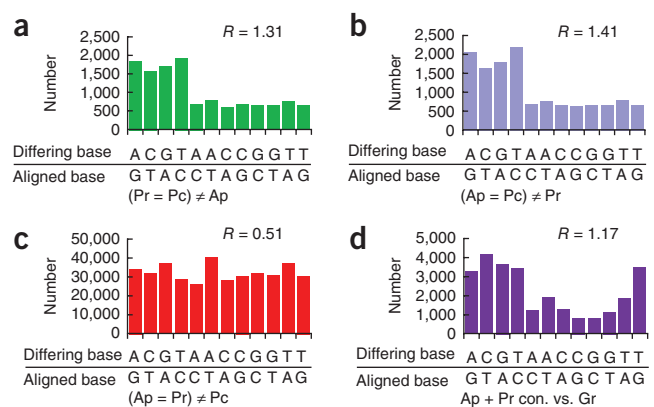 a
R = 1.31
Number
2,500
2,000
1,500
1,000
500
0
Differing base A C G T A A C C G G T T
Aligned base G T A C C T A G C T A G
(Pr = Pc) ≠ Ap
b
R = 1.41
Number
2,500
2,000
1,500
1,000
500
0
Differing base A C G T A A C C G G T T
Aligned base G T A C C T A G C T A G
(Ap = Pc) ≠ Pr
c
R = 0.51
Number
50,000
40,000
30,000
20,000
10,000
0
Differing base A C G T A A C C G G T T
Aligned base G T A C C T A G C T A G
(Ap = Pr) ≠ Pc
d
R = 1.17
Number
5,000
4,000
3,000
2,000
1,000
0
Differing base A C G T A A C C G G T T
Aligned base G T A C C T A G C T A G
Ap + Pr con. vs. Gr